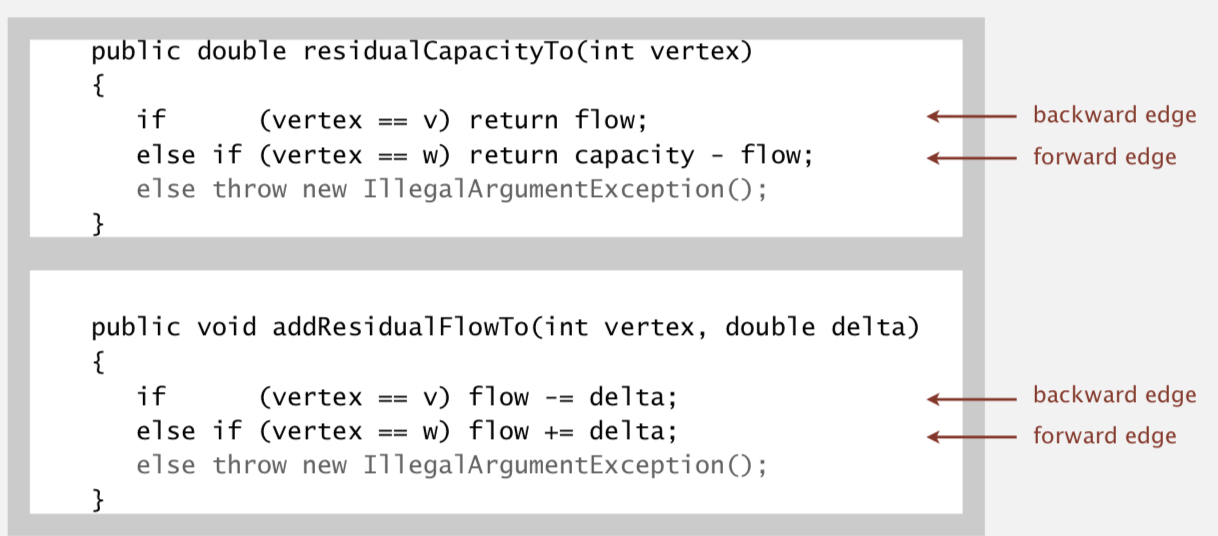 public double residualCapacityTo(int vertex)
{
if (vertex == v) return flow; backward edge
else if (vertex == w) return capacity - flow; forward edge
else throw new IllegalArgumentException();
}
public void addResidualFlowTo(int vertex, double delta)
{
if (vertex == v) flow -= delta; backward edge
else if (vertex == w) flow += delta; forward edge
else throw new IllegalArgumentException();
}